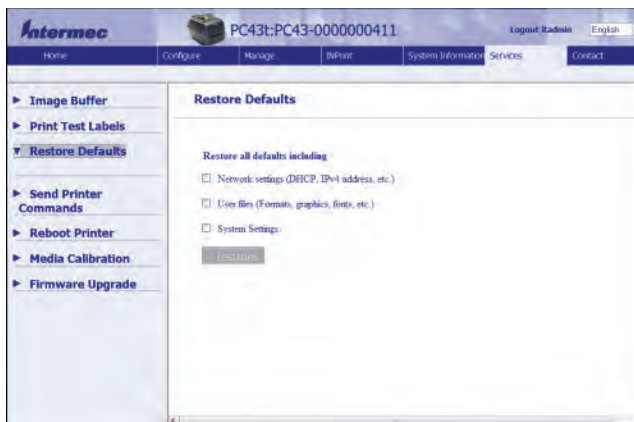 Intermec
PC43t:PC43-0000000411
Logout itadmin English
Home Configure Manage INPrint System Information Services Contact
Image Buffer
Print Test Labels
Restore Defaults
Send Printer
Commands
Reboot Printer
Media Calibration
Firmware Upgrade
Restore Defaults
Restore all defaults including
Network settings (DHCP, IPv4 address, etc.)
User files (Formats, graphics, fonts, etc.)
System Settings
Restore